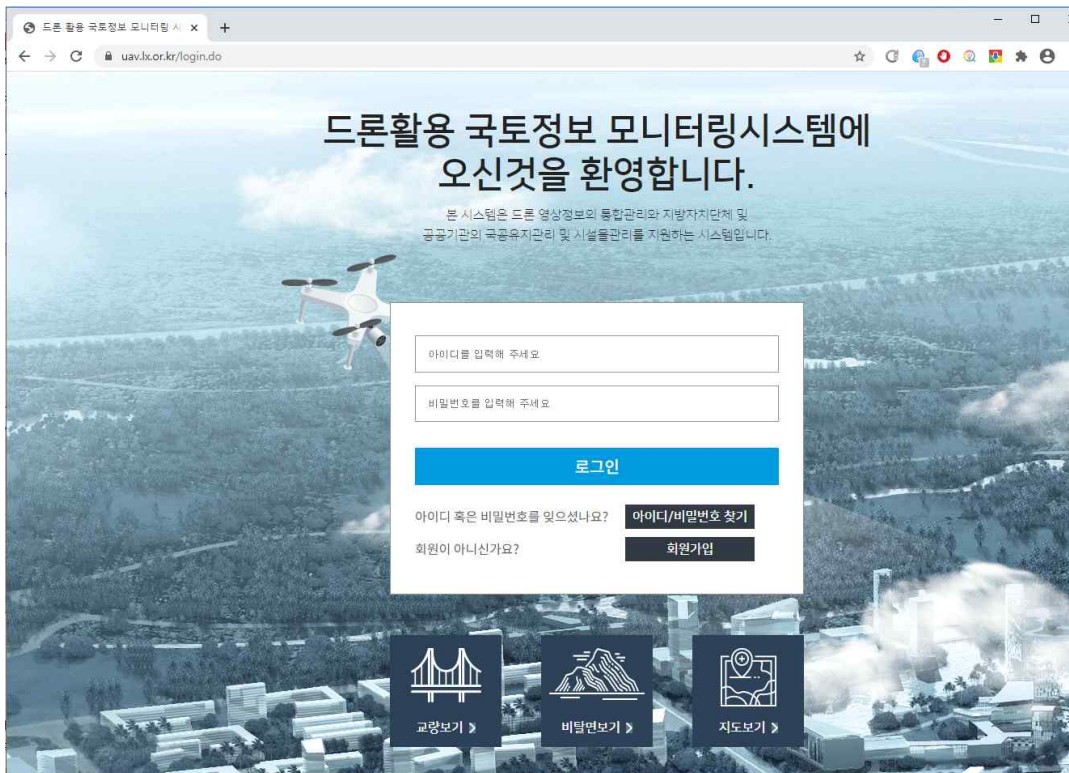 드론 활용 국토정보 모니터링 시
uav.lx.or.kr/login.do
드론활용 국토정보 모니터링시스템에
오신것을 환영합니다.
본 시스템은 드론 영상정보의 통합관리와 지방자치단체 및
공공기관의 국공유지관리 및 시설물관리를 지원하는 시스템입니다.
아이디를 입력해 주세요
비밀번호를 입력해 주세요
로그인
아이디 혹은 비밀번호를 잊으셨나요? 아이디/비밀번호 찾기
회원이 아니신가요? 회원가입
교량보기 비탈면보기 지도보기